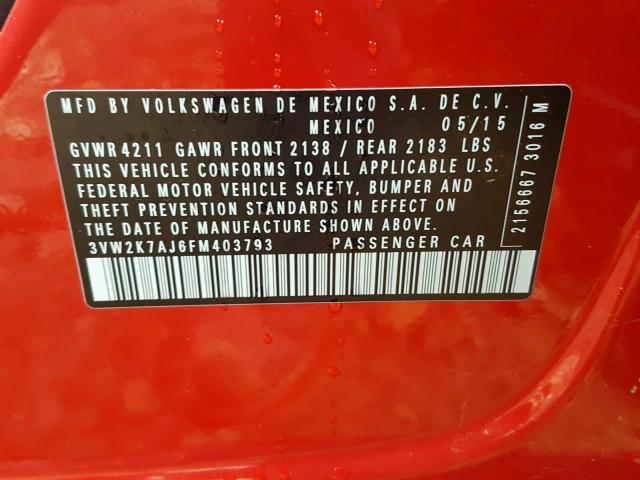 MFD BY VOLKSWAGEN DE MEXICO S.A. DE C.V.
MEXICO 05/15
GVWR 4211 GAWR FRONT 2138 / REAR 2183 LBS
THIS VEHICLE CONFORMS TO ALL APPLICABLE U.S.
FEDERAL MOTOR VEHICLE SAFETY, BUMPER AND
THEFT PREVENTION STANDARDS IN EFFECT ON
THE DATE OF MANUFACTURE SHOWN ABOVE.
3VW2K7AJ6FM403793 PASSENGER CAR
2156667 3016 M